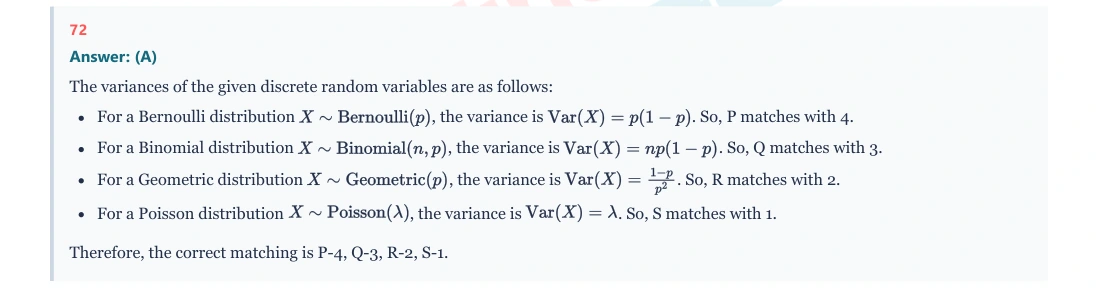 72
Answer: (A)
The variances of the given discrete random variables are as follows:
• For a Bernoulli distribution X ∼ Bernoulli(p), the variance is Var(X) = p(1 − p). So, P matches with 4.
• For a Binomial distribution X ∼ Binomial(n, p), the variance is Var(X) = np(1 − p). So, Q matches with 3.
• For a Geometric distribution X ∼ Geometric(p), the variance is Var(X) = \frac{1−p}{p^2}. So, R matches with 2.
• For a Poisson distribution X ∼ Poisson(λ), the variance is Var(X) = λ. So, S matches with 1.
Therefore, the correct matching is P-4, Q-3, R-2, S-1.